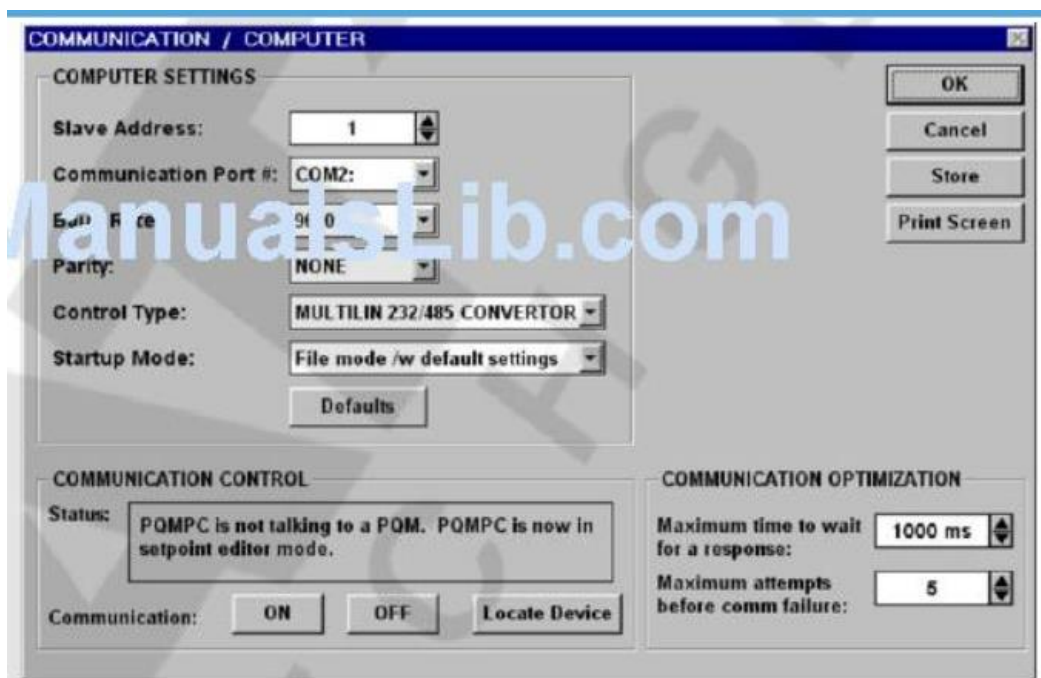 COMMUNICATION / COMPUTER
COMPUTER SETTINGS
Slave Address: 1
Communication Port #: COM2:
Rate
Parity: NONE
Control Type: MULTILIN 232/485 CONVERTOR
Startup Mode: File mode /w default settings
Defaults
OK
Cancel
Store
Print Screen
ManualsLib.com
COMMUNICATION CONTROL
Status: PQMPC is not talking to a PQM. PQMPC is now in
setpoint editor mode.
Communication: ON OFF Locate Device
COMMUNICATION OPTIMIZATION
Maximum time to wait
for a response: 1000 ms
Maximum attempts
before comm failure: 5